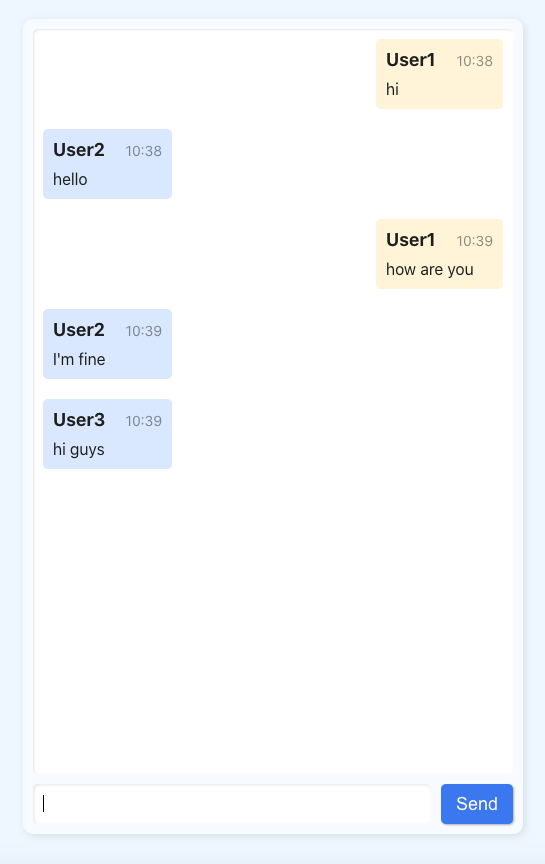 User1 10:38
hi
User2 10:38
hello
User1 10:39
how are you
User2 10:39
I'm fine
User3 10:39
hi guys
Send